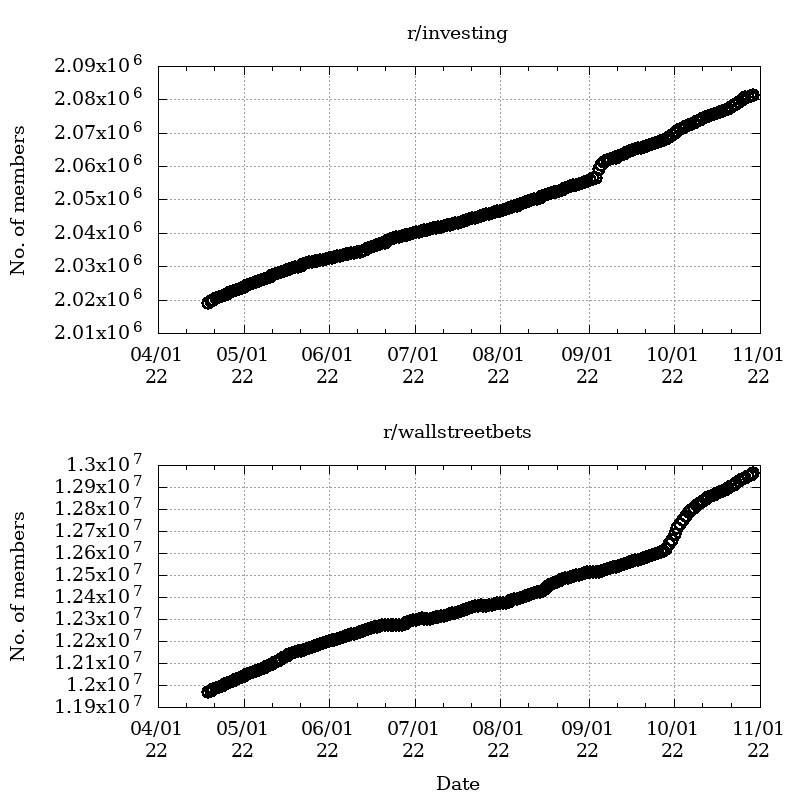 r/investing
No. of members
2.09x10^6
2.08x10^6
2.07x10^6
2.06x10^6
2.05x10^6
2.04x10^6
2.03x10^6
2.02x10^6
2.01x10^6
04/01 05/01 06/01 07/01 08/01 09/01 10/01 11/01
22 22 22 22 22 22 22 22
r/wallstreetbets
No. of members
1.3x10^7
1.29x10^7
1.28x10^7
1.27x10^7
1.26x10^7
1.25x10^7
1.24x10^7
1.23x10^7
1.22x10^7
1.21x10^7
1.2x10^7
1.19x10^7
04/01 05/01 06/01 07/01 08/01 09/01 10/01 11/01
22 22 22 22 22 22 22 22
Date